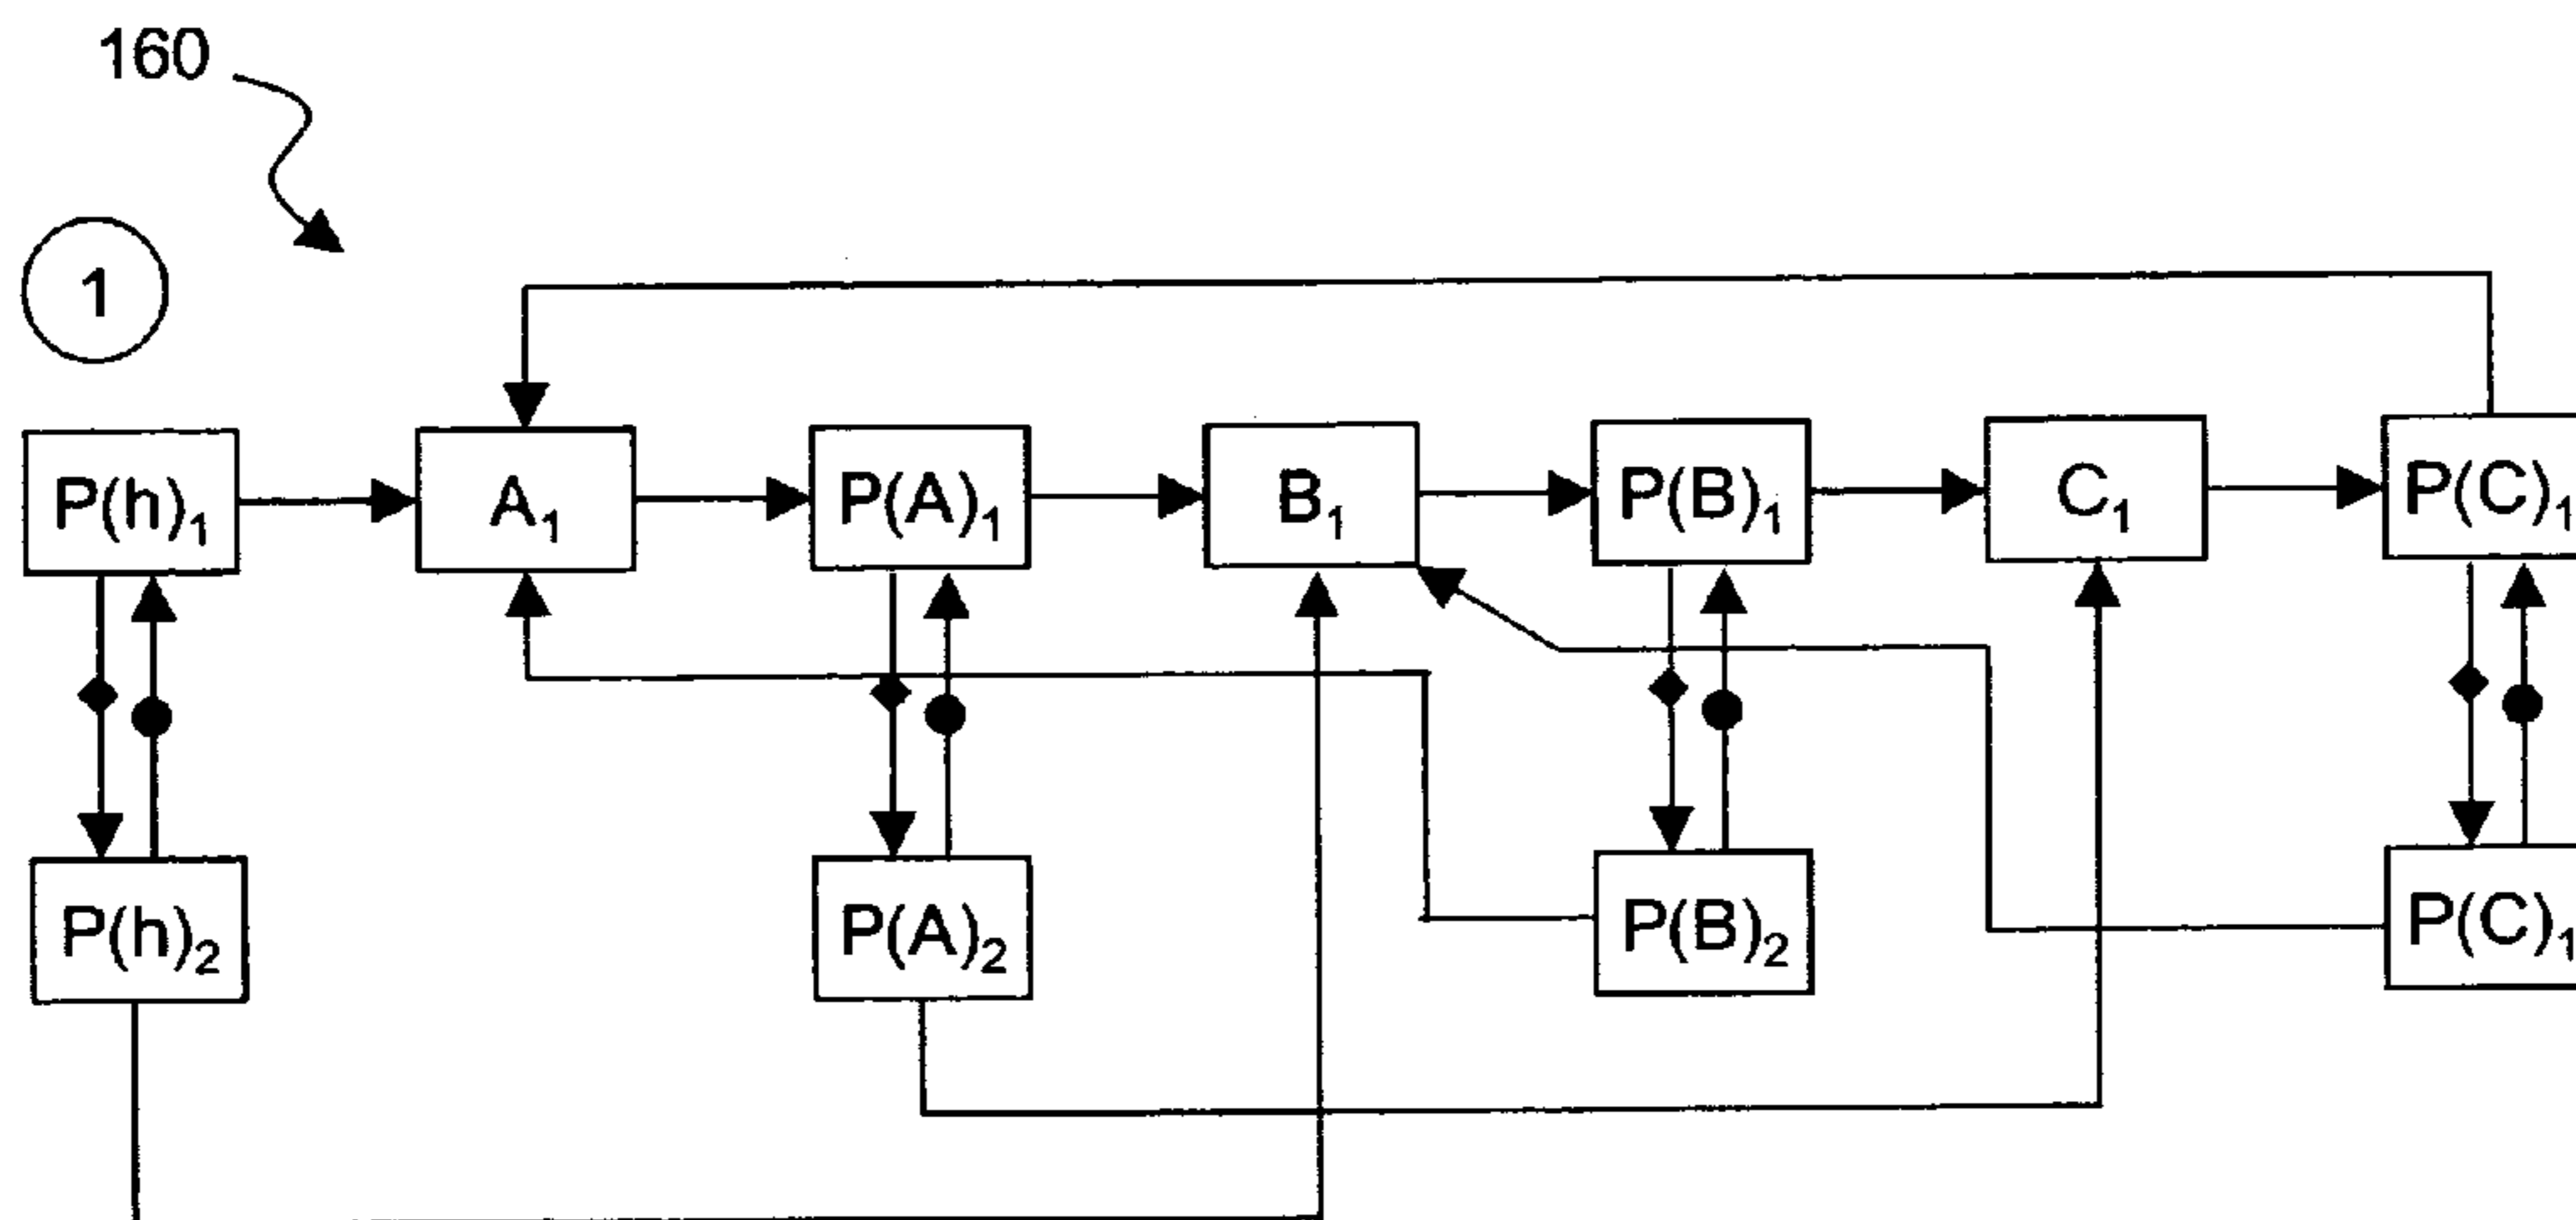 160
1
P(h)₁ A₁ P(A)₁ B₁ P(B)₁ C₁ P(C)₁
P(h)₂ P(A)₂ P(B)₂ P(C)₁